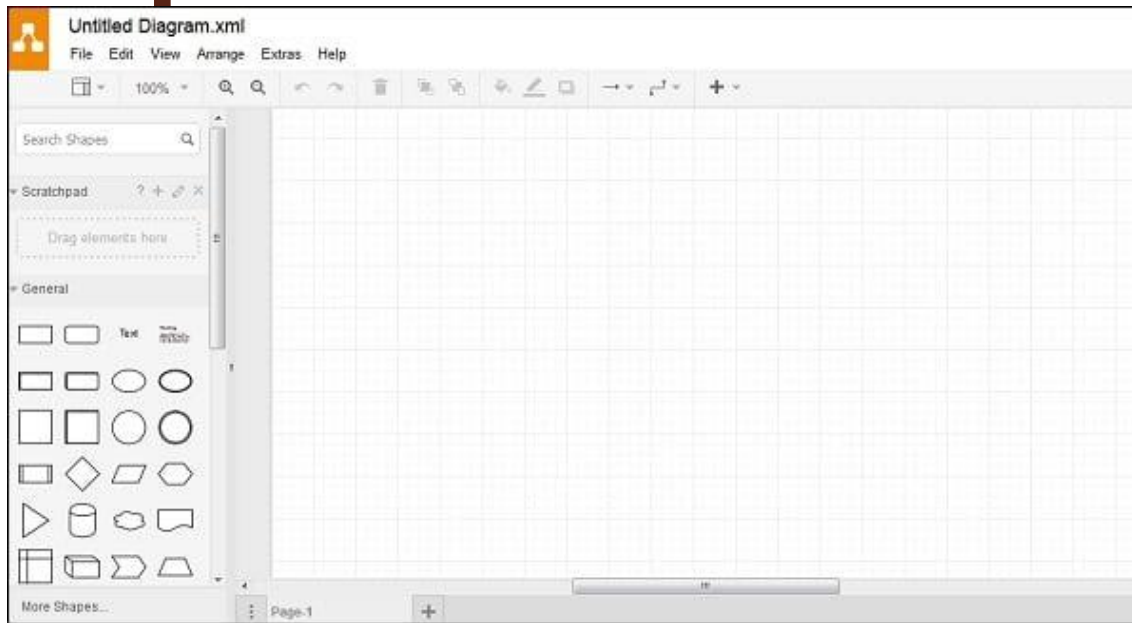 Untitled Diagram.xml
File Edit View Arrange Extras Help
100%
Search Shapes
Scratchpad ? + ×
Drag elements here
General
Text
More Shapes...
Page-1